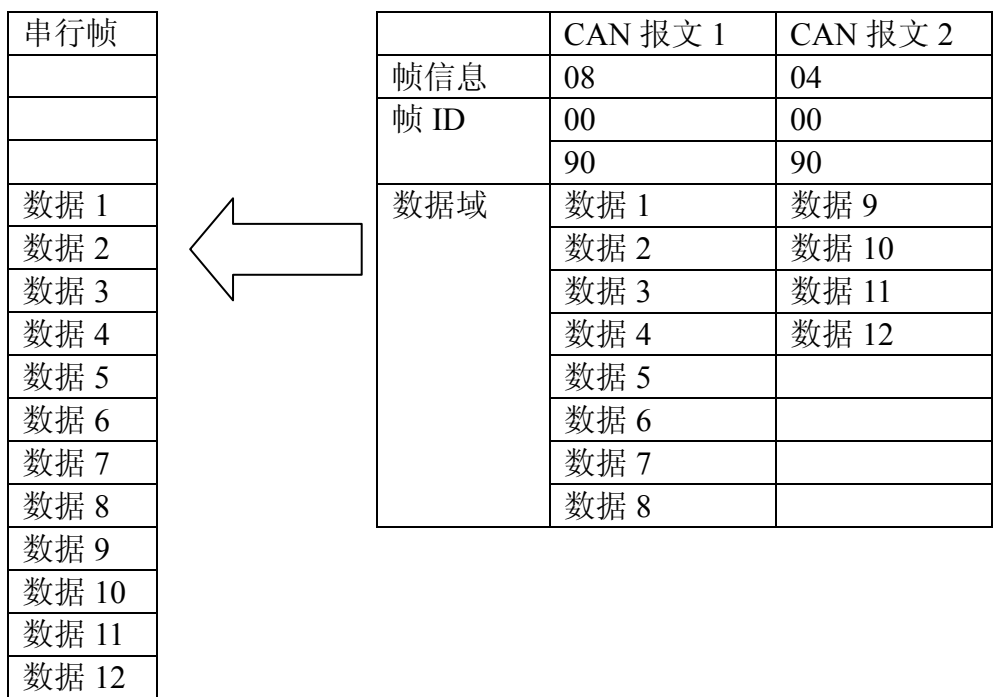 串行帧
数据 1
数据 2
数据 3
数据 4
数据 5
数据 6
数据 7
数据 8
数据 9
数据 10
数据 11
数据 12
CAN 报文 1 CAN 报文 2
帧信息 08 04
帧 ID 00 00
90 90
数据域 数据 1 数据 9
数据 2 数据 10
数据 3 数据 11
数据 4 数据 12
数据 5
数据 6
数据 7
数据 8